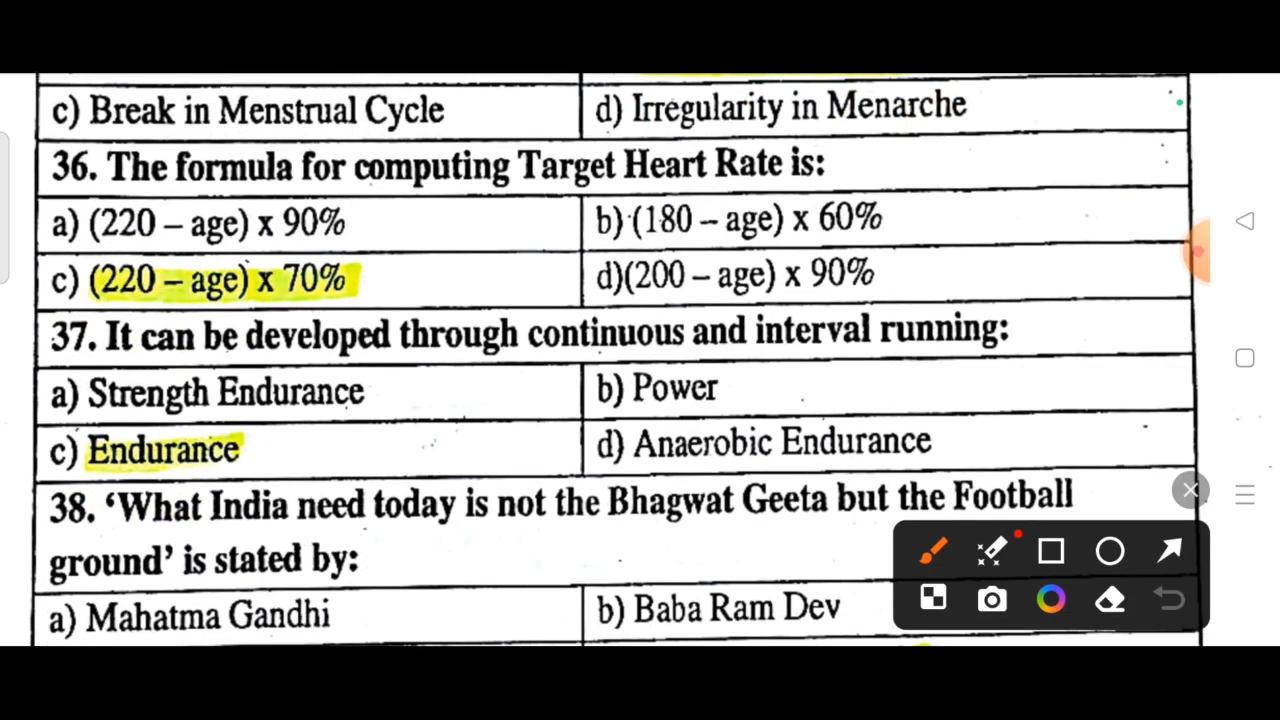 c) Break in Menstrual Cycle
d) Irregularity in Menarche
36. The formula for computing Target Heart Rate is:
a) (220 – age) x 90%
b) (180 – age) x 60%
c) (220 – age) x 70%
d)(200 – age) x 90%
37. It can be developed through continuous and interval running:
a) Strength Endurance
b) Power
c) Endurance
d) Anaerobic Endurance
38. ‘What India need today is not the Bhagwat Geeta but the Football
ground’ is stated by:
a) Mahatma Gandhi
b) Baba Ram Dev